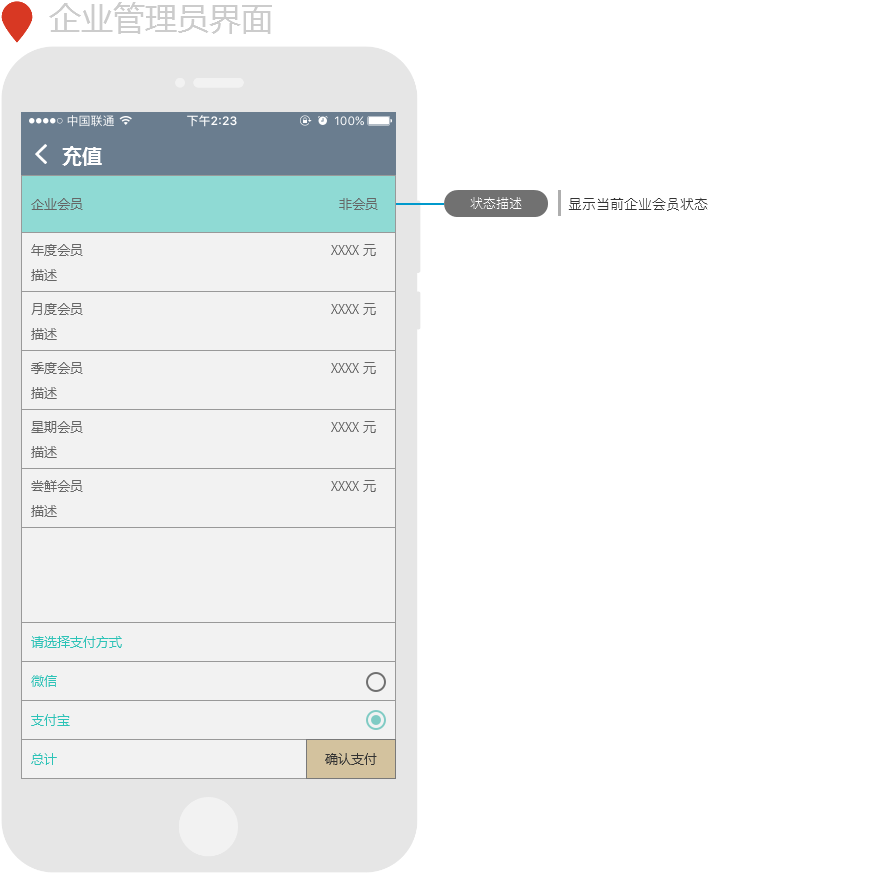 企业管理员界面
中国联通 下午2:23 100%
充值
企业会员 非会员 状态描述 显示当前企业会员状态
年度会员 XXXX 元
描述
月度会员 XXXX 元
描述
季度会员 XXXX 元
描述
星期会员 XXXX 元
描述
尝鲜会员 XXXX 元
描述
请选择支付方式
微信
支付宝
总计 确认支付